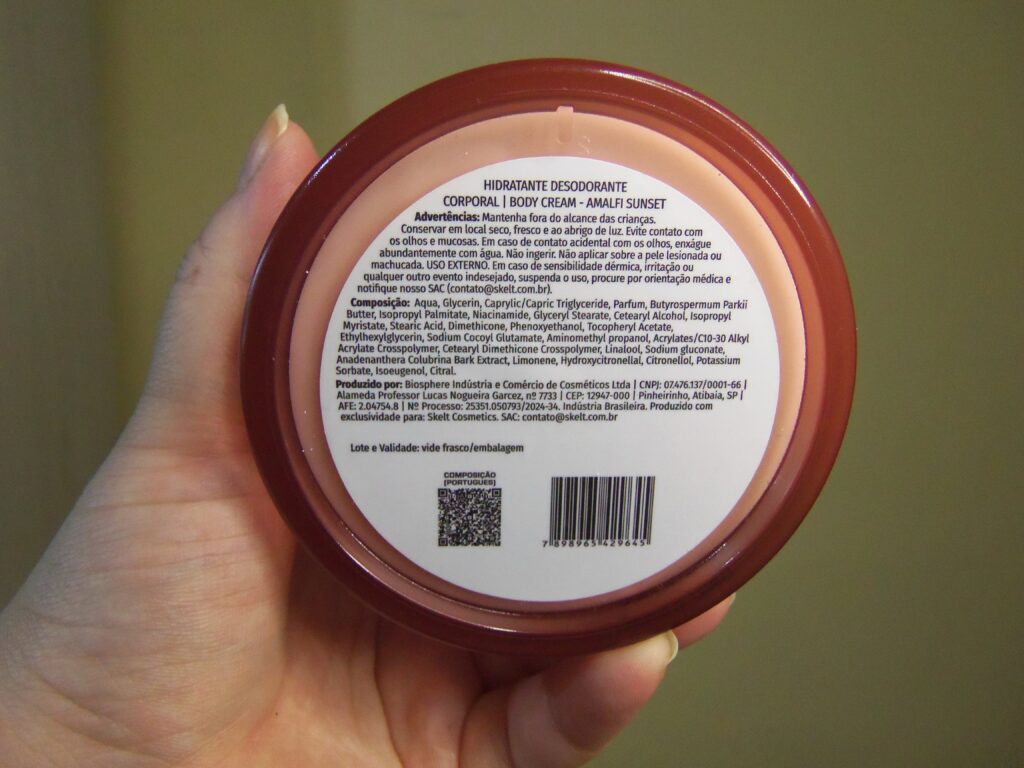 HIDRATANTE DESODORANTE
CORPORAL | BODY CREAM - AMALFI SUNSET
Advertências: Mantenha fora do alcance das crianças.
Conservar em local seco, fresco e ao abrigo de luz. Evite contato com
os olhos e mucosas. Em caso de contato acidental com os olhos, enxágue
abundantemente com água. Não ingerir. Não aplicar sobre a pele lesionada ou
machucada. USO EXTERNO. Em caso de sensibilidade dérmica, irritação ou
qualquer outro evento indesejado, suspenda o uso, procure por orientação médica e
notifique nosso SAC (contato@skelt.com.br).
Composição: Aqua, Glycerin, Caprylic/Capric Triglyceride, Parfum, Butyrospermum Parkii
Butter, Isopropyl Palmitate, Niacinamide, Glyceryl Stearate, Cetearyl Alcohol, Isopropyl
Myristate, Stearic Acid, Dimethicone, Phenoxyethanol, Tocopheryl Acetate,
Ethylhexylglycerin, Sodium Cocoyl Glutamate, Aminomethyl propanol, Acrylates/C10-30 Alkyl
Acrylate Crosspolymer, Cetearyl Dimethicone Crosspolymer, Linalool, Sodium gluconate,
Anadenanthera Colubrina Bark Extract, Limonene, Hydroxycitronellal, Citronellol, Potassium
Sorbate, Isoeugenol, Citral.
Produzido por: Biosphere Indústria e Comércio de Cosméticos Ltda | CNPJ: 07.476.137/0001-66 |
Alameda Professor Lucas Nogueira Garcez, nº 7733 | CEP: 12947-000 | Pinheirinho, Atibaia, SP |
AFE: 2.04754.8 | Nº Processo: 25351.050793/2024-34. Indústria Brasileira. Produzido com
exclusividade para: Skelt Cosmetics. SAC: contato@skelt.com.br
Lote e Validade: vide frasco/embalagem
COMPOSIÇÃO
(PORTUGUES)
7 898965 429645